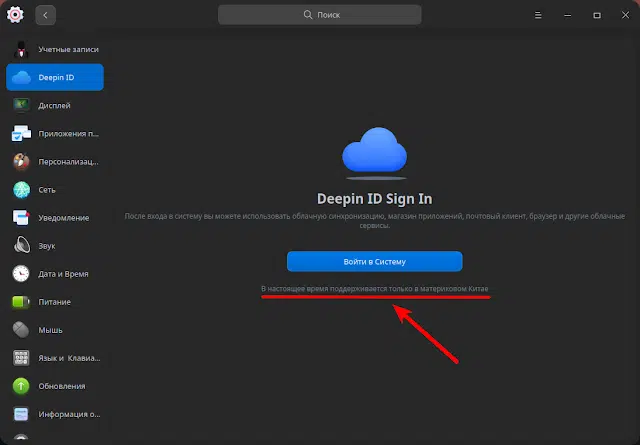 Поиск
Учетные записи
Deepin ID
Дисплей
Приложения п...
Персонализац...
Сеть
Уведомление
Звук
Дата и Время
Питание
Мышь
Язык и Клавиа...
Обновления
Информация о...
Deepin ID Sign In
После входа в систему вы можете использовать облачную синхронизацию, магазин приложений, почтовый клиент, браузер и другие облачные
сервисы.
Войти в Систему
В настоящее время поддерживается только в материковом Китае